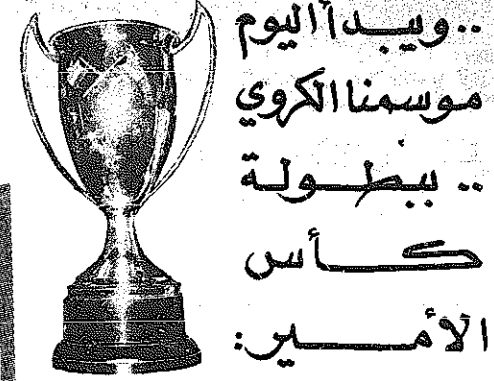 ..ويبدأ اليوم
موسمنا الكروي
.. ببطولة
كأس
الأمير: